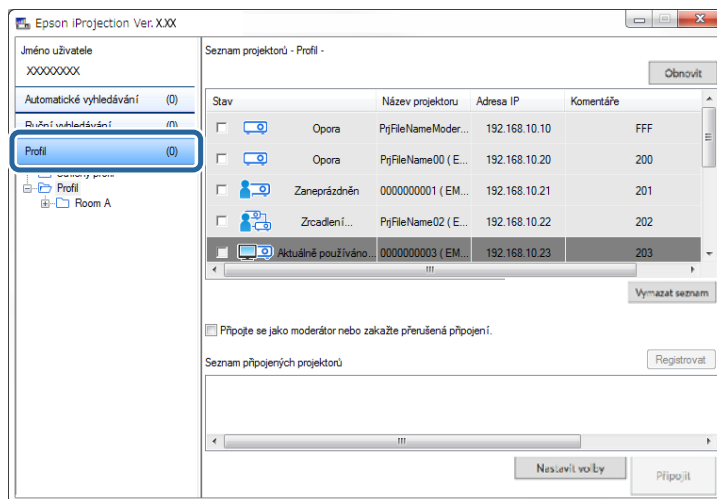 Epson iProjection Ver. X.XX
Jméno uživatele
XXXXXXXX
Automatické vyhledávání (0)
Ruční vyhledávání (0)
Profil (0)
Sdílený profil
Profil
Room A
Seznam projektorů - Profil -
Obnovit
Stav Název projektoru Adresa IP Komentáře
Opora PrjFileNameModer... 192.168.10.10 FFF
Opora PrjFileName00 ( E... 192.168.10.20 200
Zaneprázdněn 0000000001 ( EM... 192.168.10.21 201
Zrcadlení... PrjFileName02 ( E... 192.168.10.22 202
Aktuálně používáno... 0000000003 ( EM... 192.168.10.23 203
Vymazat seznam
Připojte se jako moderátor nebo zakažte přerušená připojení.
Seznam připojených projektorů
Registrovat
Nastavit volby
Připojit